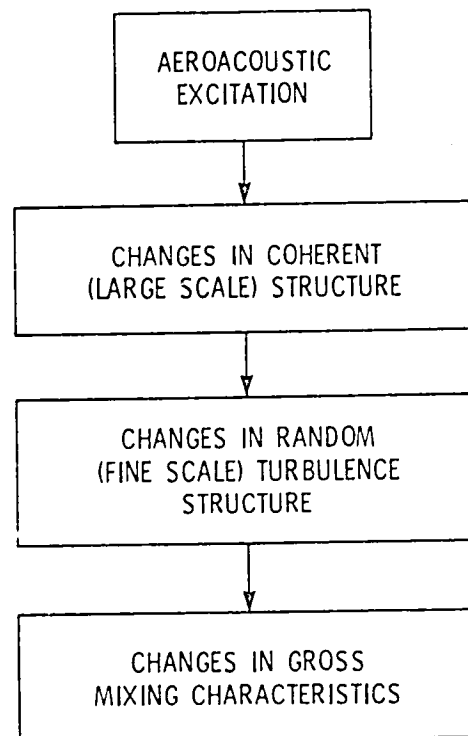 AEROACOUSTIC
EXCITATION
CHANGES IN COHERENT
(LARGE SCALE) STRUCTURE
CHANGES IN RANDOM
(FINE SCALE) TURBULENCE
STRUCTURE
CHANGES IN GROSS
MIXING CHARACTERISTICS